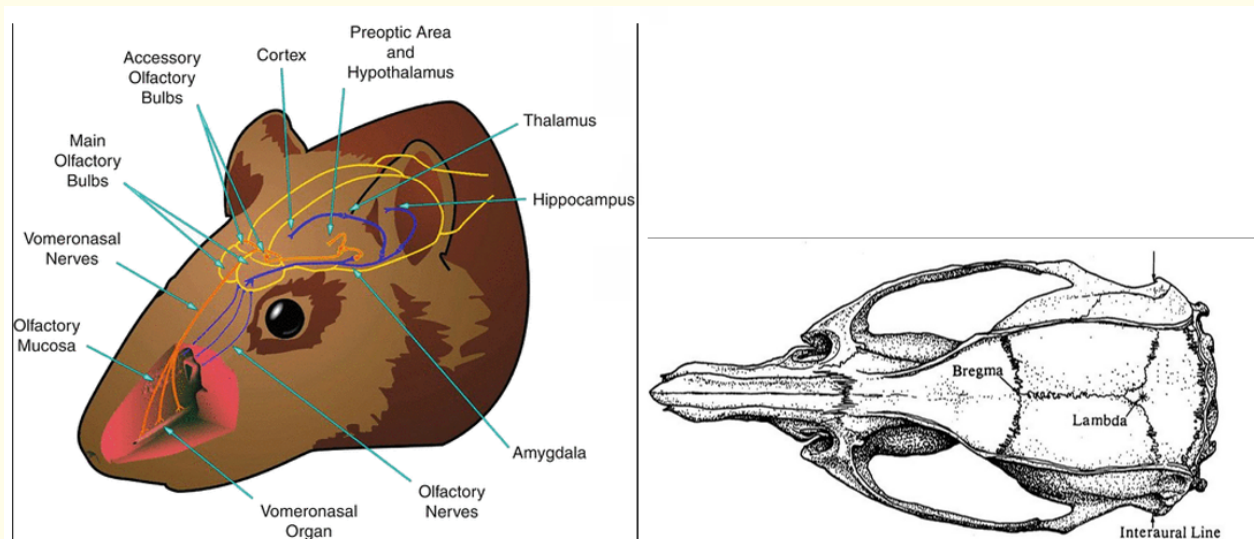 Preoptic Area
and
Hypothalamus
Cortex
Accessory
Olfactory
Bulbs
Thalamus
Main
Olfactory
Bulbs
Hippocampus
Vomeronasal
Nerves
Olfactory
Mucosa
Amygdala
Olfactory
Nerves
Vomeronasal
Organ
Bregma
Lambda
Interaural Line